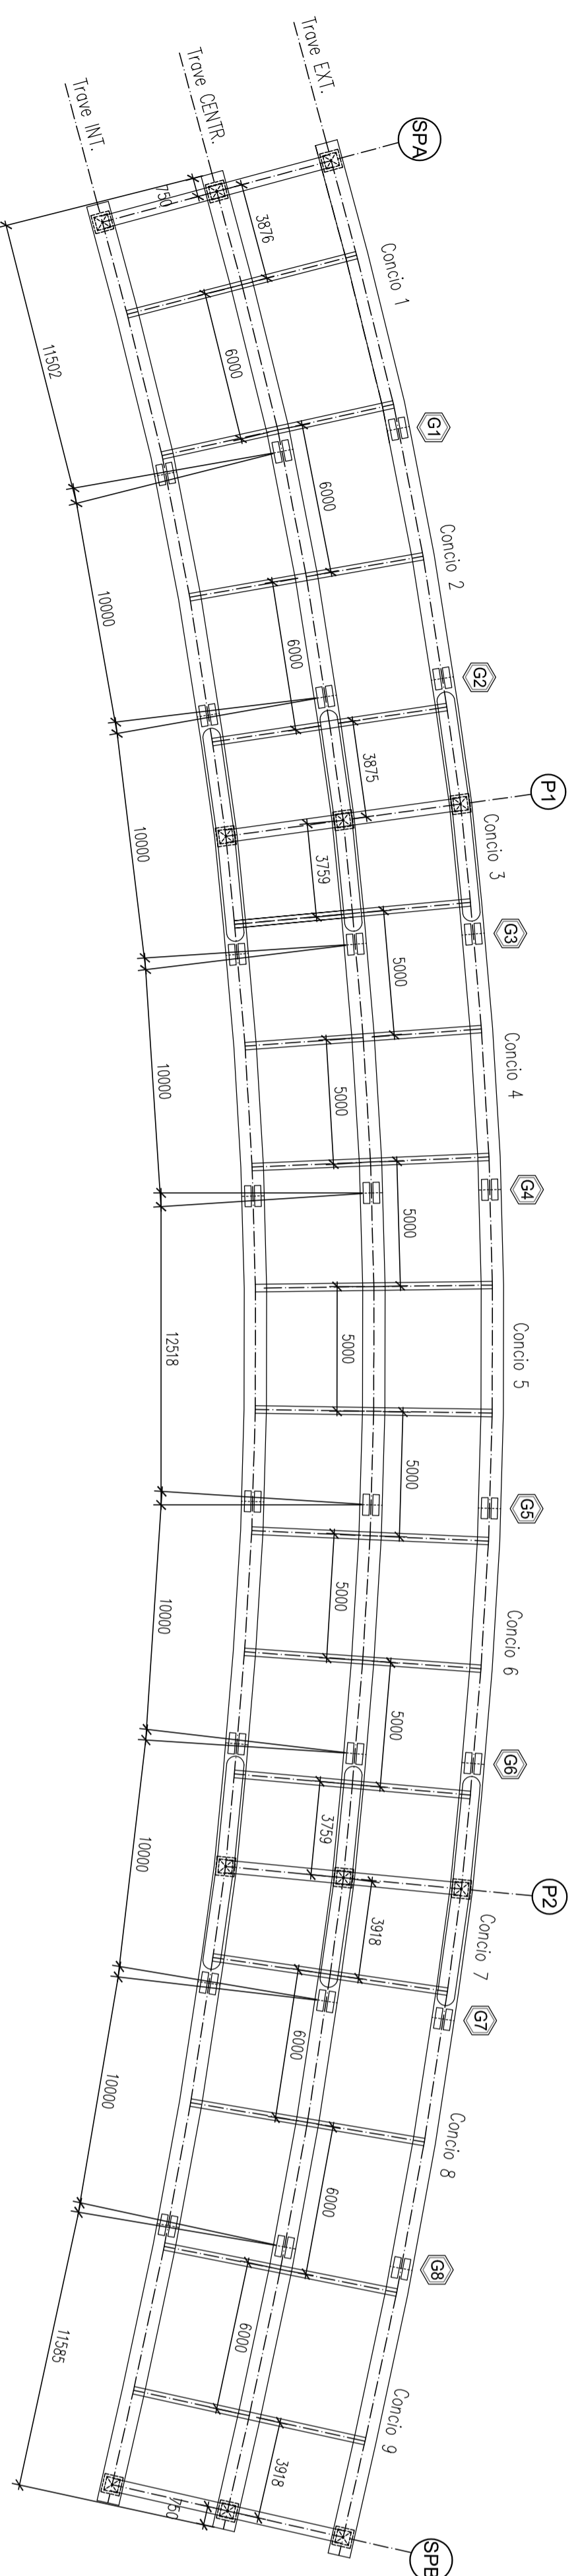 Trave EXT.
Trave CENTR.
Trave INT.
SPA
750
3876
Concio 1
6000
11502
G1
6000
Concio 2
6000
10000
G2
3875
P1
3759
Concio 3
10000
G3
5000
Concio 4
5000
10000
G4
5000
5000
Concio 5
12518
5000
G5
5000
Concio 6
10000
5000
G6
3759
P2
10000
3918
Concio 7
G7
6000
Concio 8
10000
6000
G8
6000
Concio 9
11585
3918
750
SPB